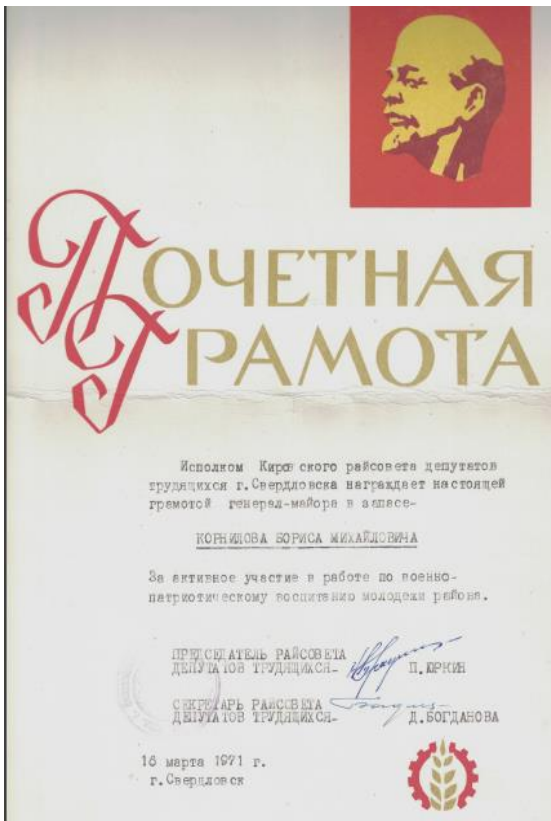 ПОЧЕТНАЯ
ГРАМОТА
Исполком Кировского райсовета депутатов
трудящихся г.Свердловска награждает настоящей
грамотой генерал-майора в запасе-
КОРНИЛОВА БОРИСА МИХАЙЛОВИЧА
За активное участие в работе по военно-
патриотическому воспитанию молодежи района.
ПРЕДСЕДАТЕЛЬ РАЙСОВЕТА
ДЕПУТАТОВ ТРУДЯЩИХСЯ- П.ЮРКИН
СЕКРЕТАРЬ РАЙСОВЕТА
ДЕПУТАТОВ ТРУДЯЩИХСЯ- Д.БОГДАНОВА
16 марта 1971 г.
г.Свердловск